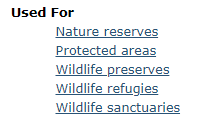 Used For
Nature reserves
Protected areas
Wildlife preserves
Wildlife refugies
Wildlife sanctuaries